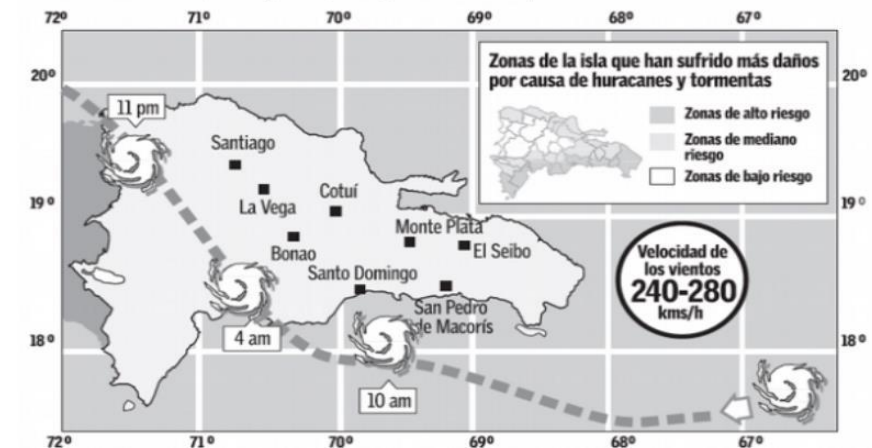 72º 71º 70º 69º 68º 67º
Zonas de la isla que han sufrido más daños
por causa de huracanes y tormentas
Zonas de alto riesgo
Zonas de mediano
riesgo
Zonas de bajo riesgo
20º 20º
11 pm
Santiago
La Vega
Cotuí
19º 19º
Monte Plata
El Seibo
Bonao
Santo Domingo
San Pedro
de Macorís
Velocidad de
los vientos
240-280
kms/h
18º 18º
4 am
10 am
72º 71º 70º 69º 68º 67º